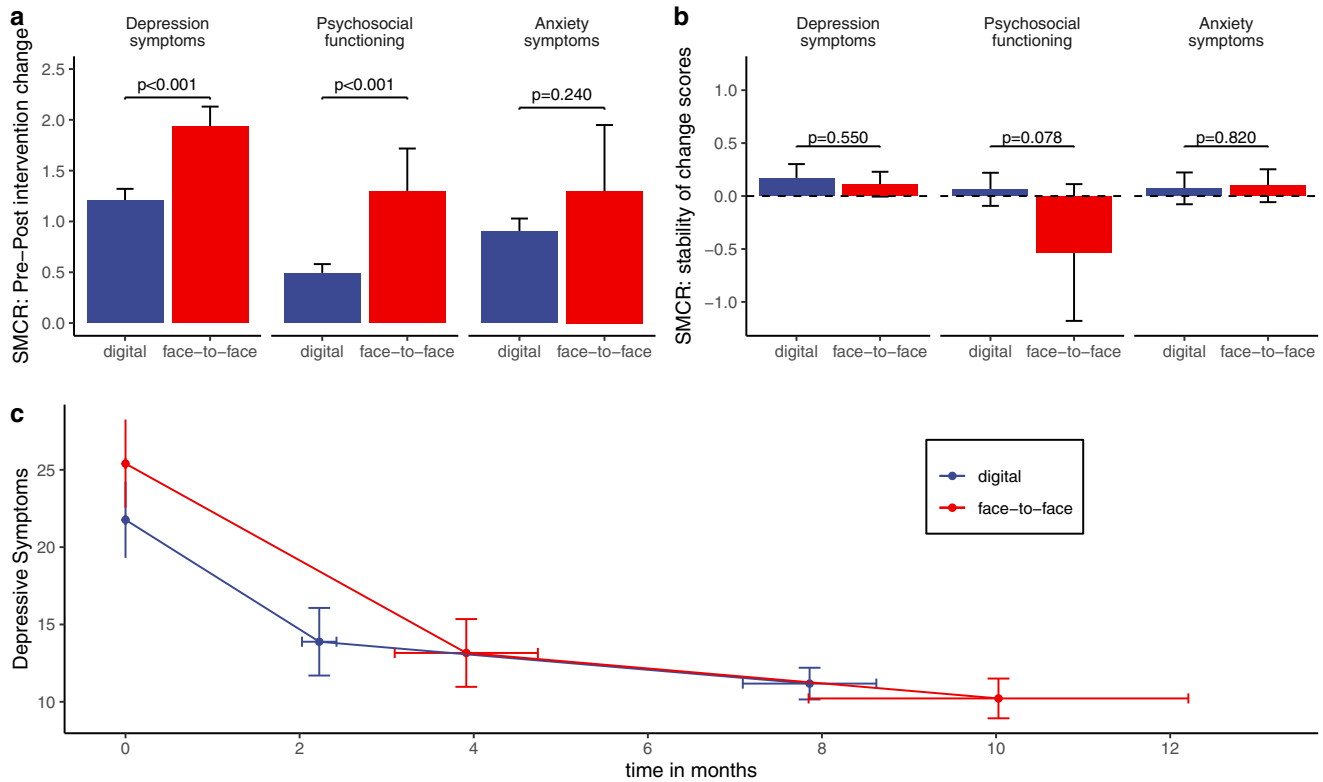 a
SMCR: Pre−Post intervention change
Depression
symptoms
Psychosocial
functioning
Anxiety
symptoms
2.5
2.0
1.5
1.0
0.5
0.0
p<0.001
p<0.001
p=0.240
digital
face−to−face
digital
face−to−face
digital
face−to−face
b
SMCR: stability of change scores
Depression
symptoms
Psychosocial
functioning
Anxiety
symptoms
1.0
0.5
0.0
−0.5
−1.0
p=0.550
p=0.078
p=0.820
digital
face−to−face
digital
face−to−face
digital
face−to−face
c
Depressive Symptoms
25
20
15
10
digital
face−to−face
0
2
4
6
8
10
12
time in months